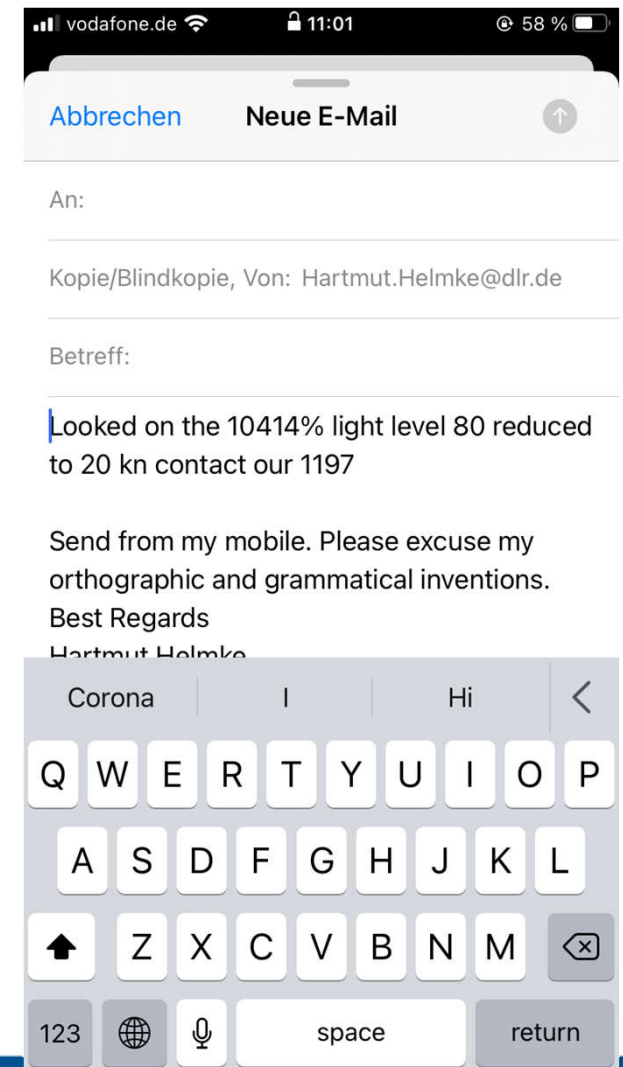 vodafone.de 11:01 58 %
Abbrechen Neue E-Mail
An:
Kopie/Blindkopie, Von: Hartmut.Helmke@dlr.de
Betreff:
Looked on the 10414% light level 80 reduced
to 20 kn contact our 1197
Send from my mobile. Please excuse my
orthographic and grammatical inventions.
Best Regards
Hartmut Helmke
Corona I Hi
Q W E R T Y U I O P
A S D F G H J K L
Z X C V B N M
123 space return